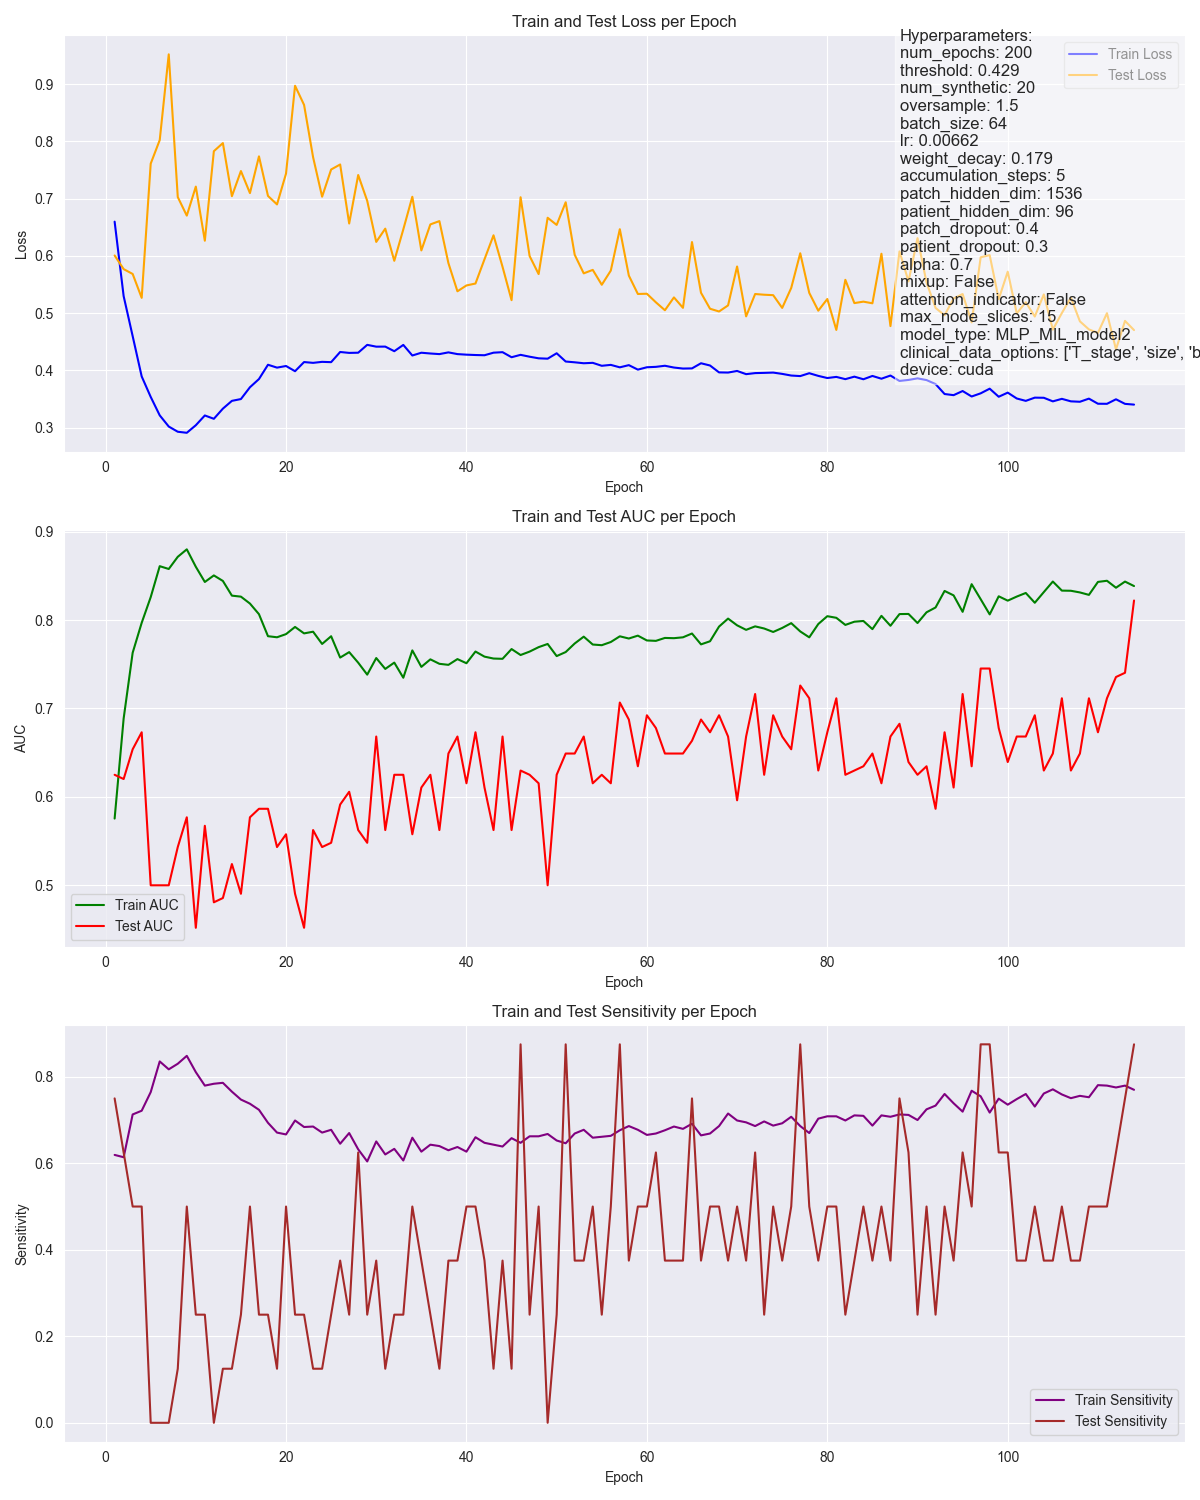 Train and Test Loss per Epoch
Hyperparameters:
num_epochs: 200
threshold: 0.429
num_synthetic: 20
oversample: 1.5
batch_size: 64
lr: 0.00662
weight_decay: 0.179
accumulation_steps: 5
patch_hidden_dim: 1536
patient_hidden_dim: 96
patch_dropout: 0.4
patient_dropout: 0.3
alpha: 0.7
mixup: False
attention_indicator: False
max_node_slices: 15
model_type: MLP_MIL_model2
clinical_data_options: ['T_stage', 'size', 'b
device: cuda
Train Loss
Test Loss
Loss
0.9
0.8
0.7
0.6
0.5
0.4
0.3
0 20 40 60 80 100
Epoch
Train and Test AUC per Epoch
AUC
0.9
0.8
0.7
0.6
0.5
Train AUC
Test AUC
0 20 40 60 80 100
Epoch
Train and Test Sensitivity per Epoch
Sensitivity
0.8
0.6
0.4
0.2
0.0
Train Sensitivity
Test Sensitivity
0 20 40 60 80 100
Epoch